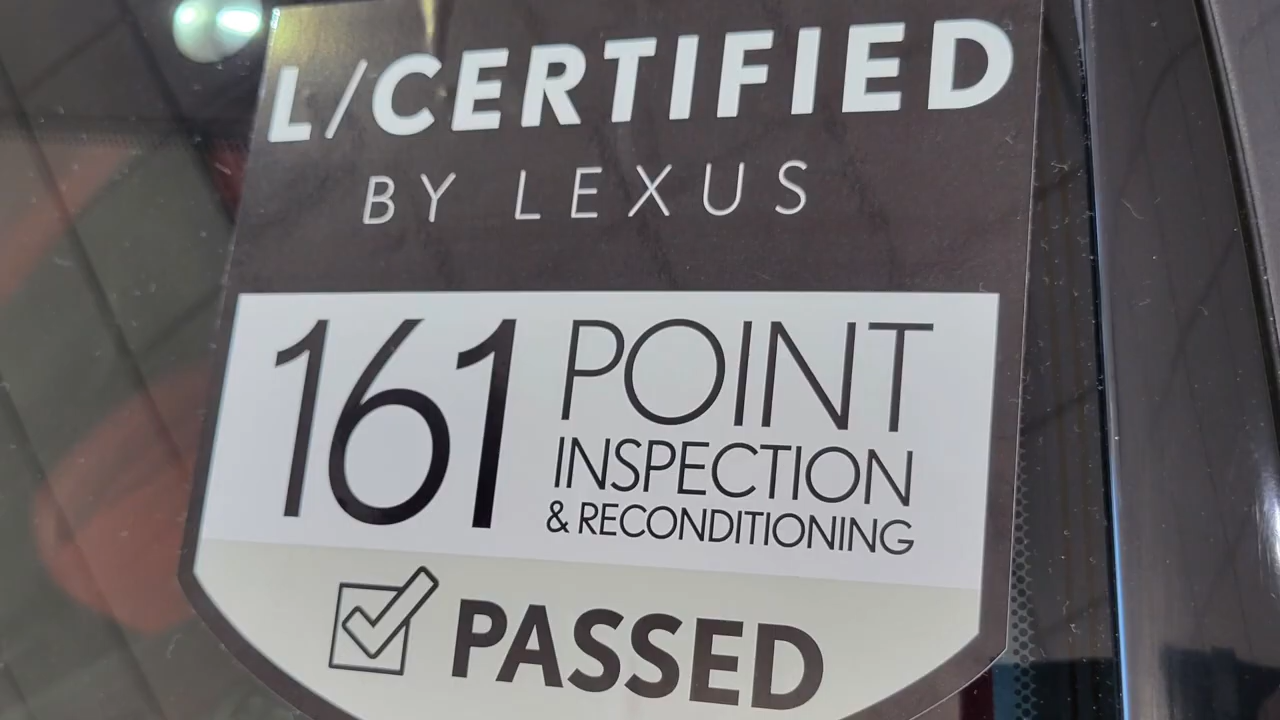 L/CERTIFIED
BY LEXUS
161 POINT
INSPECTION
& RECONDITIONING
PASSED